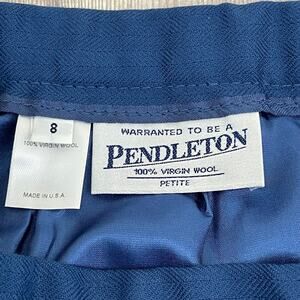 8
100% VIRGIN WOOL
MADE IN U.S.A.
WARRANTED TO BE A
PENDLETON
100% VIRGIN WOOL
PETITE